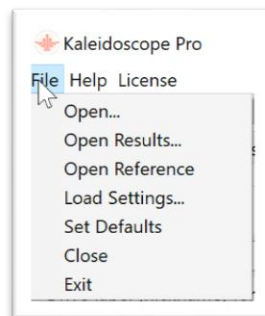 Kaleidoscope Pro
File Help License
Open...
Open Results...
Open Reference
Load Settings...
Set Defaults
Close
Exit